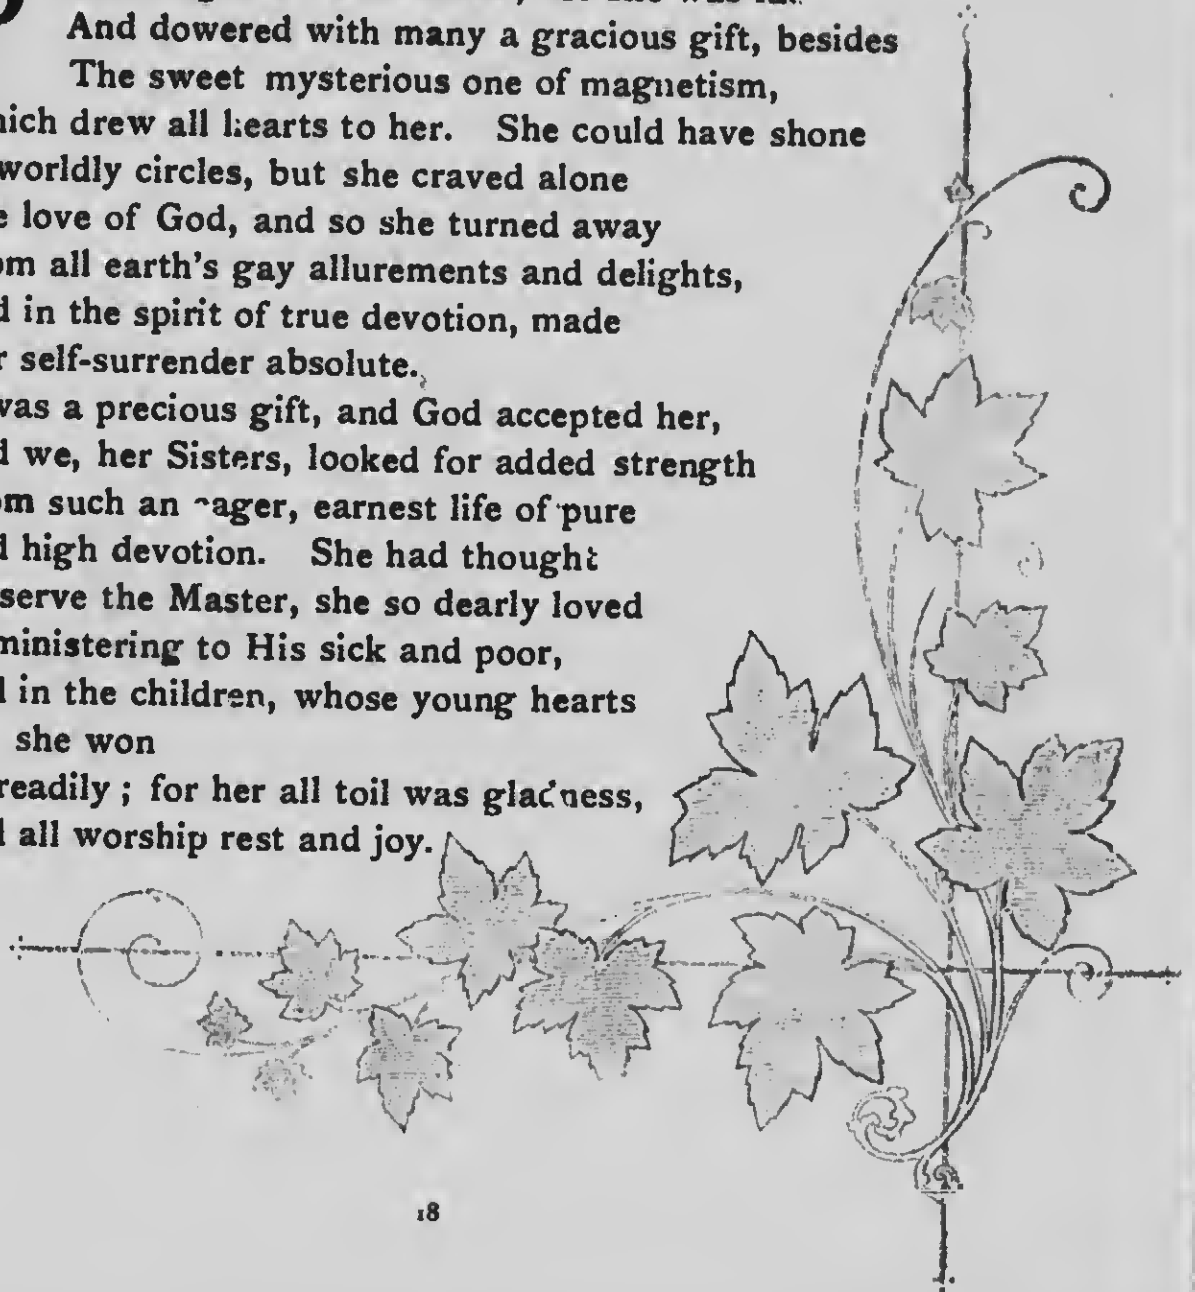 And dowered with many a gracious gift, besides
The sweet mysterious one of magnetism,
hich drew all hearts to her. She could have shone
worldly circles, but she craved alone
e love of God, and so she turned away
om all earth's gay allurements and delights,
d in the spirit of true devotion, made
r self-surrender absolute.
was a precious gift, and God accepted her,
d we, her Sisters, looked for added strength
om such an eager, earnest life of pure
d high devotion. She had thought
serve the Master, she so dearly loved
ministering to His sick and poor,
d in the children, whose young hearts
she won
readily ; for her all toil was gladness,
d all worship rest and joy.
18